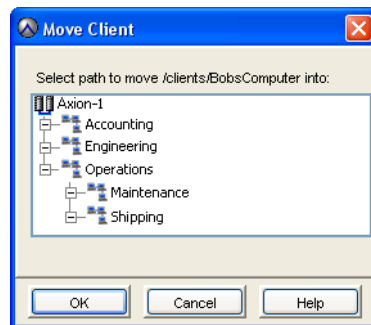 Move Client
Select path to move /clients/BobsComputer into:
Axion-1
Accounting
Engineering
Operations
Maintenance
Shipping
OK Cancel Help